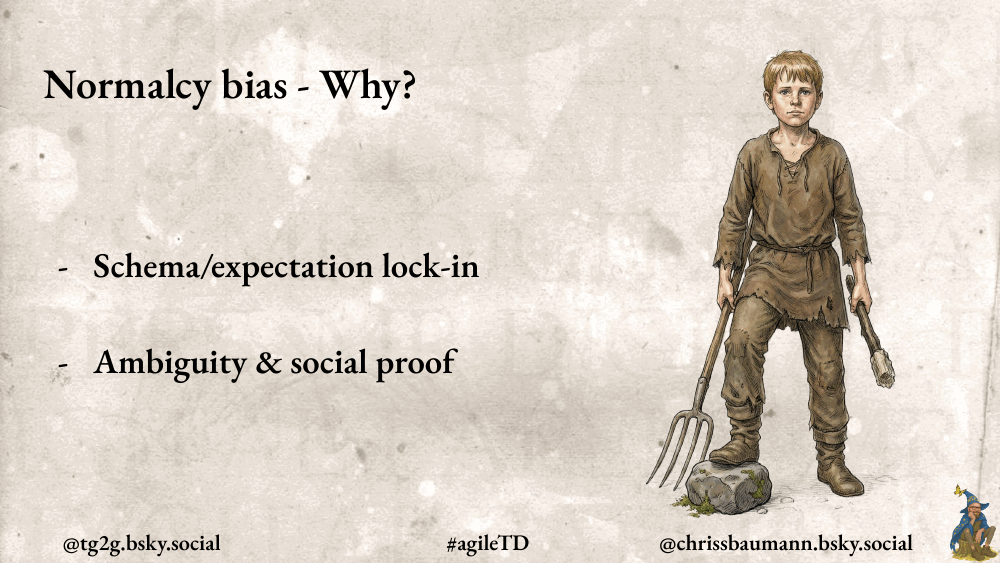 Normalcy bias - Why?
- Schema/expectation lock-in
- Ambiguity & social proof
@tg2g.bsky.social
#agileTD
@chrissbaumann.bsky.social